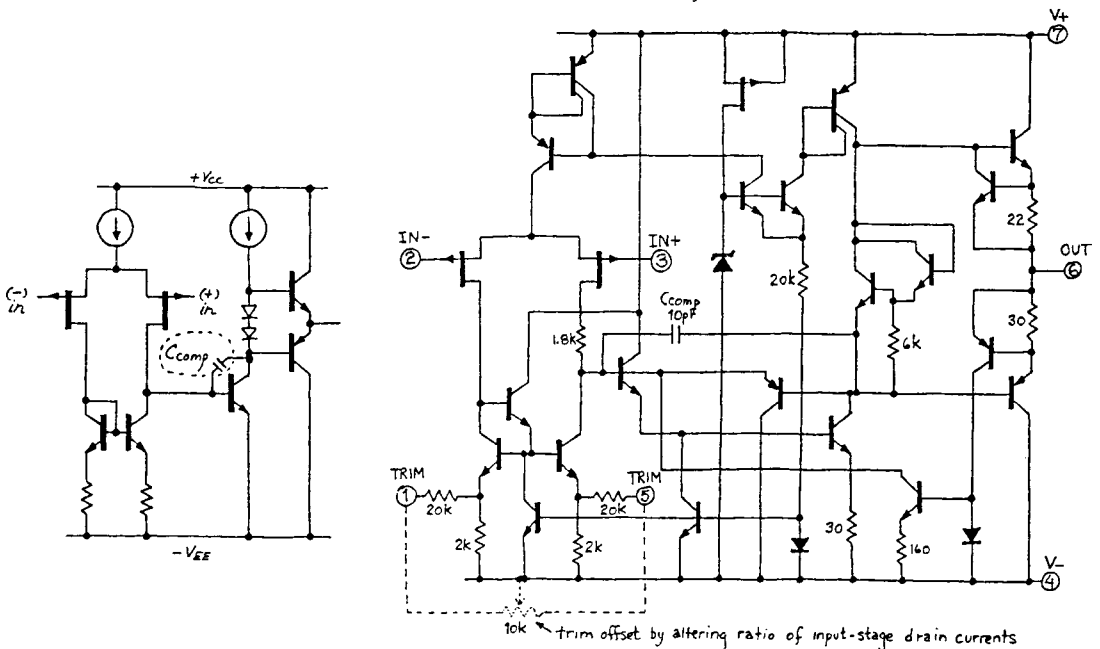 +Vcc
(-)
in
(+)
in
Ccomp
-VEE
V+
⑦
IN-
②
IN+
③
22
OUT
⑥
20k
Ccomp
10pF
1.8k
6k
30
TRIM
①
20k
TRIM
⑤
20k
2k
2k
30
160
V-
④
10k
trim offset by altering ratio of input-stage drain currents